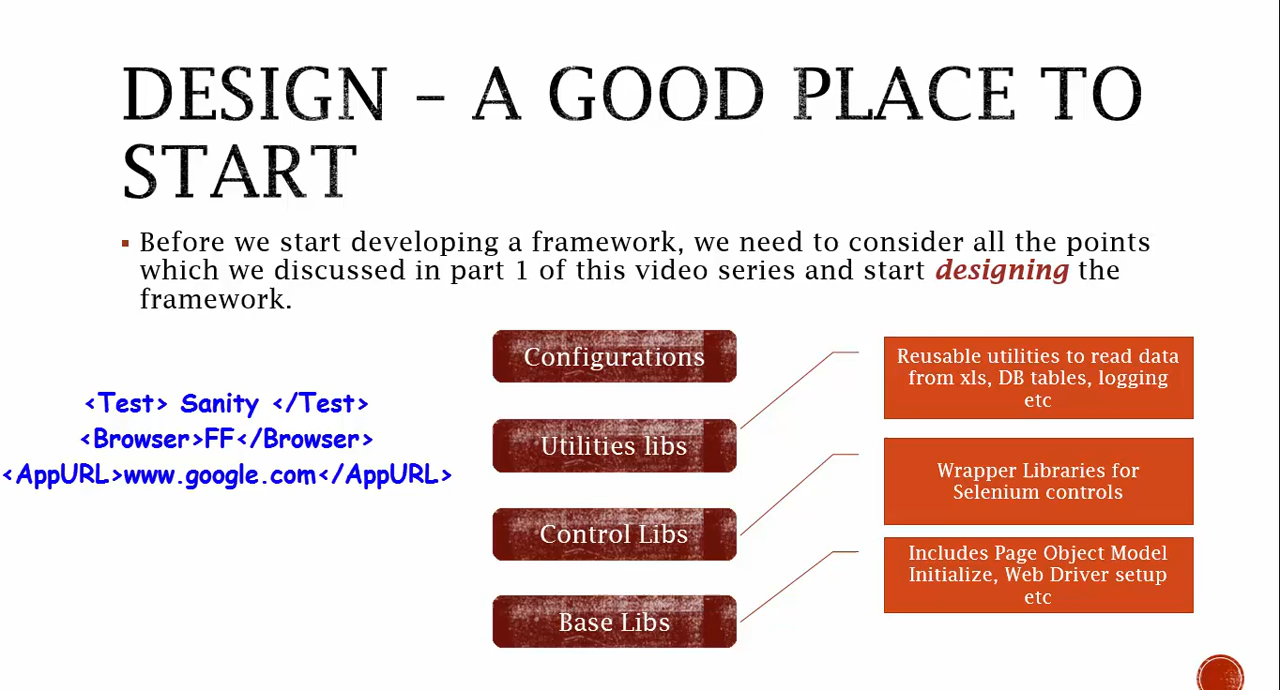 DESIGN – A GOOD PLACE TO
START
▪ Before we start developing a framework, we need to consider all the points
which we discussed in part 1 of this video series and start designing the
framework.
<Test> Sanity </Test>
<Browser>FF</Browser>
<AppURL>www.google.com</AppURL>
Configurations
Utilities libs
Control Libs
Base Libs
Reusable utilities to read data
from xls, DB tables, logging
etc
Wrapper Libraries for
Selenium controls
Includes Page Object Model
Initialize, Web Driver setup
etc